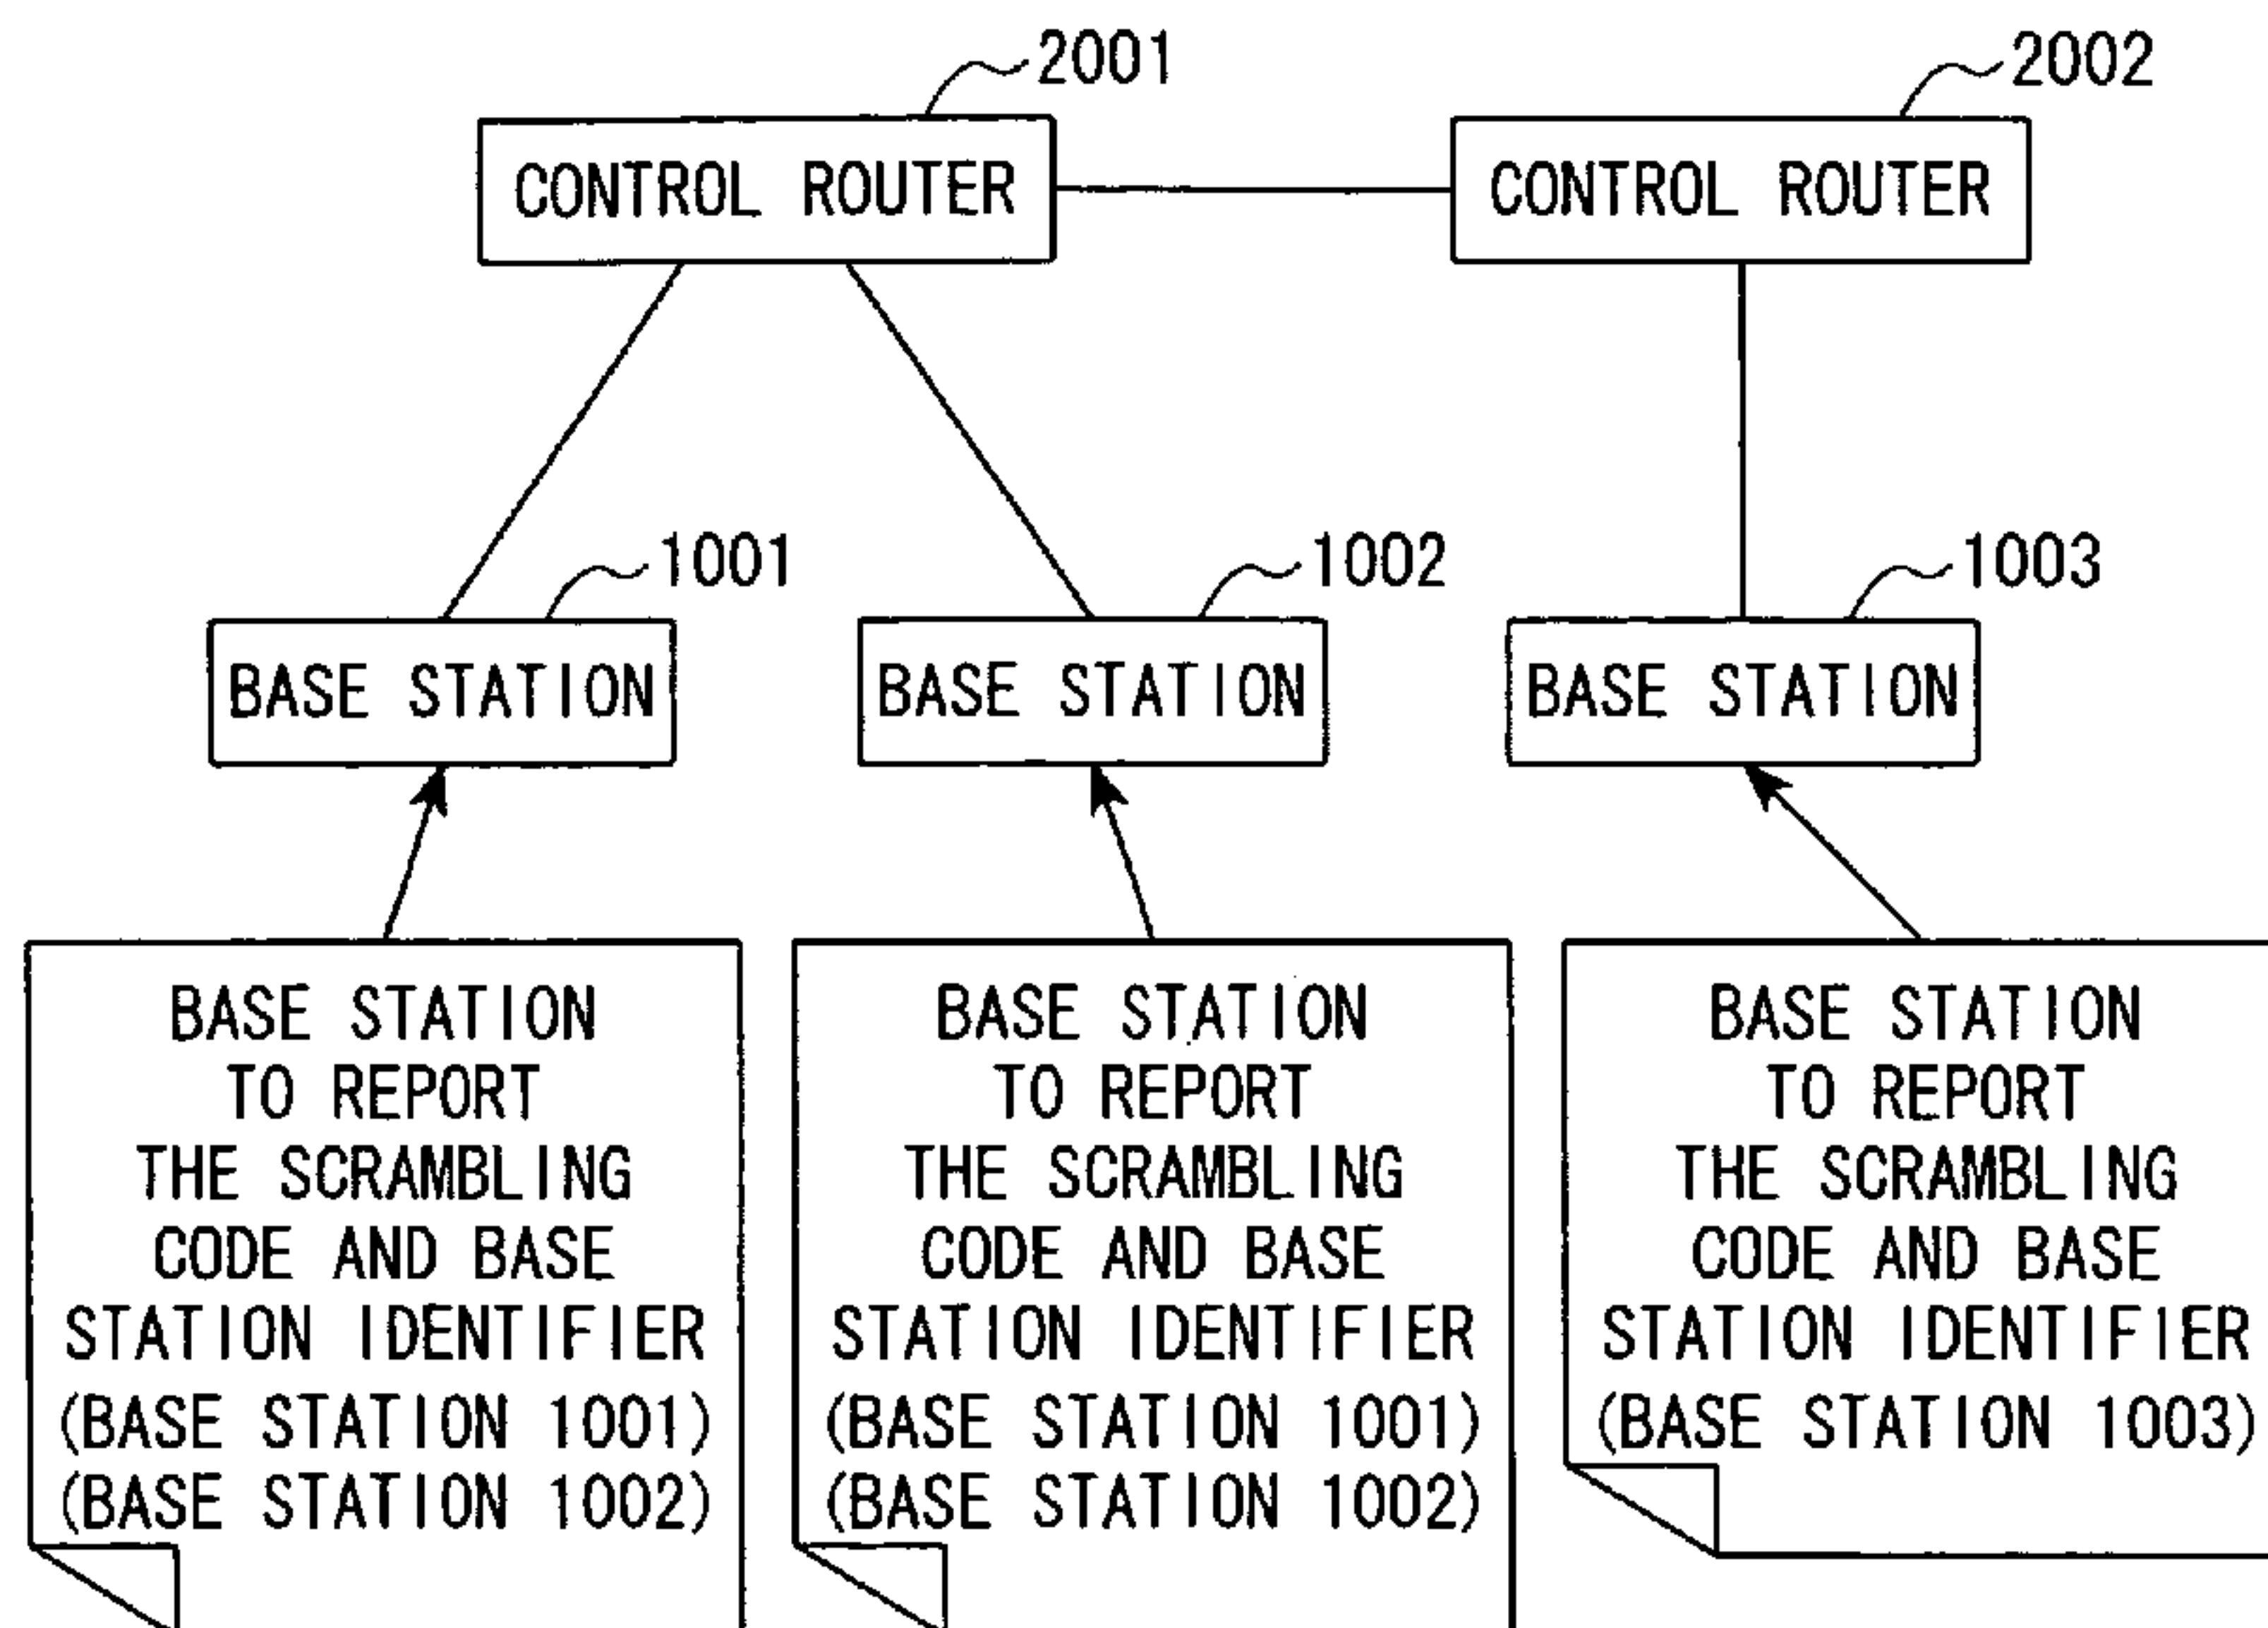 2001
2002
CONTROL ROUTER
CONTROL ROUTER
1001
1002
1003
BASE STATION
BASE STATION
BASE STATION
BASE STATION
TO REPORT
THE SCRAMBLING
CODE AND BASE
STATION IDENTIFIER
(BASE STATION 1001)
(BASE STATION 1002)
BASE STATION
TO REPORT
THE SCRAMBLING
CODE AND BASE
STATION IDENTIFIER
(BASE STATION 1001)
(BASE STATION 1002)
BASE STATION
TO REPORT
THE SCRAMBLING
CODE AND BASE
STATION IDENTIFIER
(BASE STATION 1003)